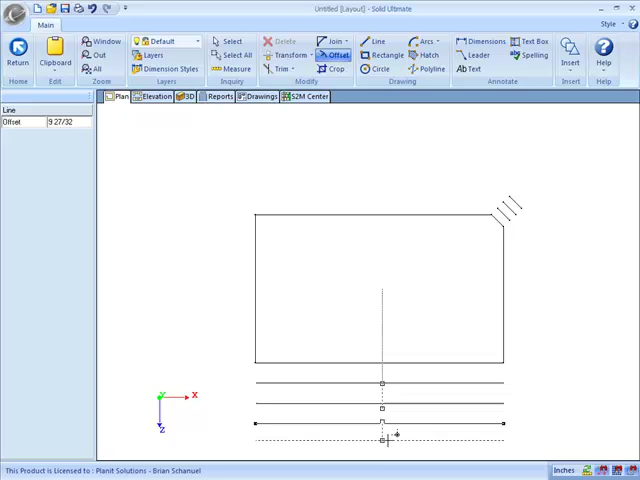 Untitled [Layout] - Solid Ultimate
Main
Style
Return
Clipboard
Window
Out
All
Default
Layers
Dimension Styles
Select
Select All
Measure
Delete
Transform
Trim
Join
Offset
Crop
Line
Rectangle
Circle
Arcs
Polyline
Dimensions
Leader
Text
Text Box
Hatch
Spelling
Insert
Help
Edit
Zoom
Layers
Inquiry
Modify
Drawing
Annotate
Insert
Help
Plan
Elevation
3D
Reports
Drawings
S2M Center
Line
Offset 9.27/32
Y X
Z
This Product is Licensed to : Planit Solutions - Brian Schanuel
Inches